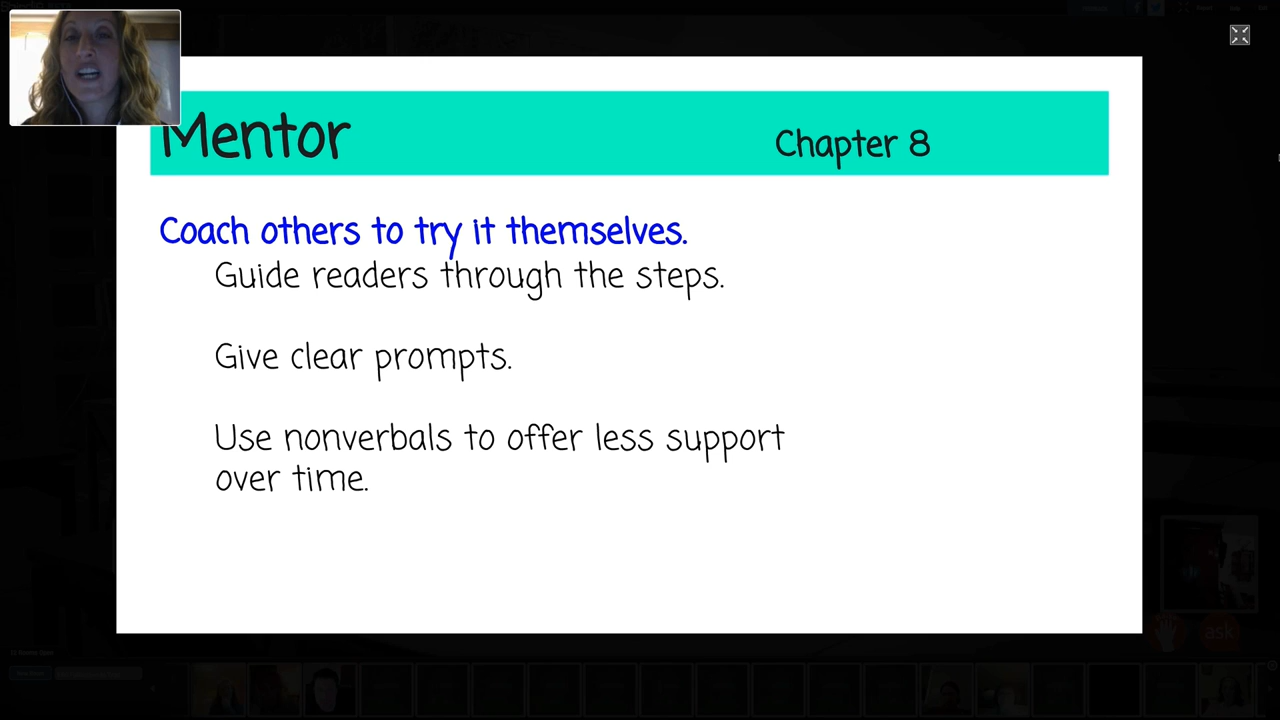 Mentor
Chapter 8
Coach others to try it themselves.
Guide readers through the steps.
Give clear prompts.
Use nonverbals to offer less support
over time.
ask